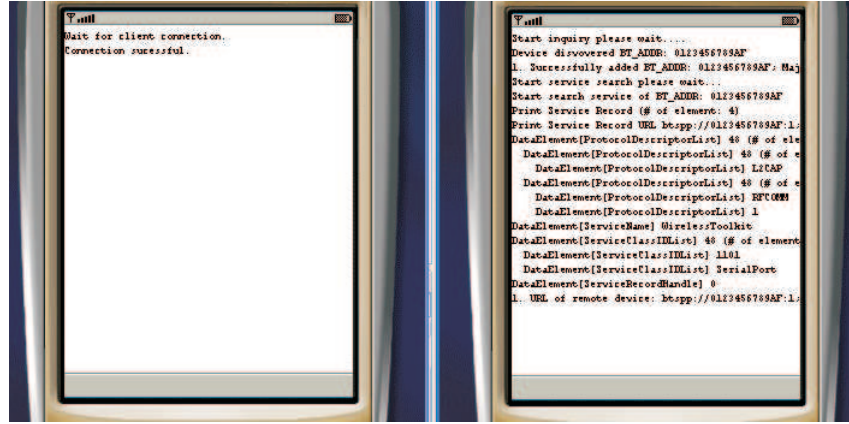 Wait for client connection.
Connection sucessful.
Start inquiry please wait....
Device disvovered BT_ADDR: 0123456789AF
1. Successfully added BT_ADDR: 0123456789AF; Maj
Start service search please wait...
Start search service of BT_ADDR: 0123456789AF
Print Service Record (# of element: 4)
Print Service Record URL btspp://0123456789AF:1;
DataElement[ProtocolDescriptorList] 48 (# of ele
DataElement[ProtocolDescriptorList] 48 (# of e
DataElement[ProtocolDescriptorList] L2CAP
DataElement[ProtocolDescriptorList] 48 (# of e
DataElement[ProtocolDescriptorList] RFCOMM
DataElement[ProtocolDescriptorList] 1
DataElement[ServiceName] WirelessToolkit
DataElement[ServiceClassIDList] 48 (# of element
DataElement[ServiceClassIDList] 1101
DataElement[ServiceClassIDList] SerialPort
DataElement[ServiceRecordHandle] 0
1. URL of remote device: btspp://0123456789AF:1;